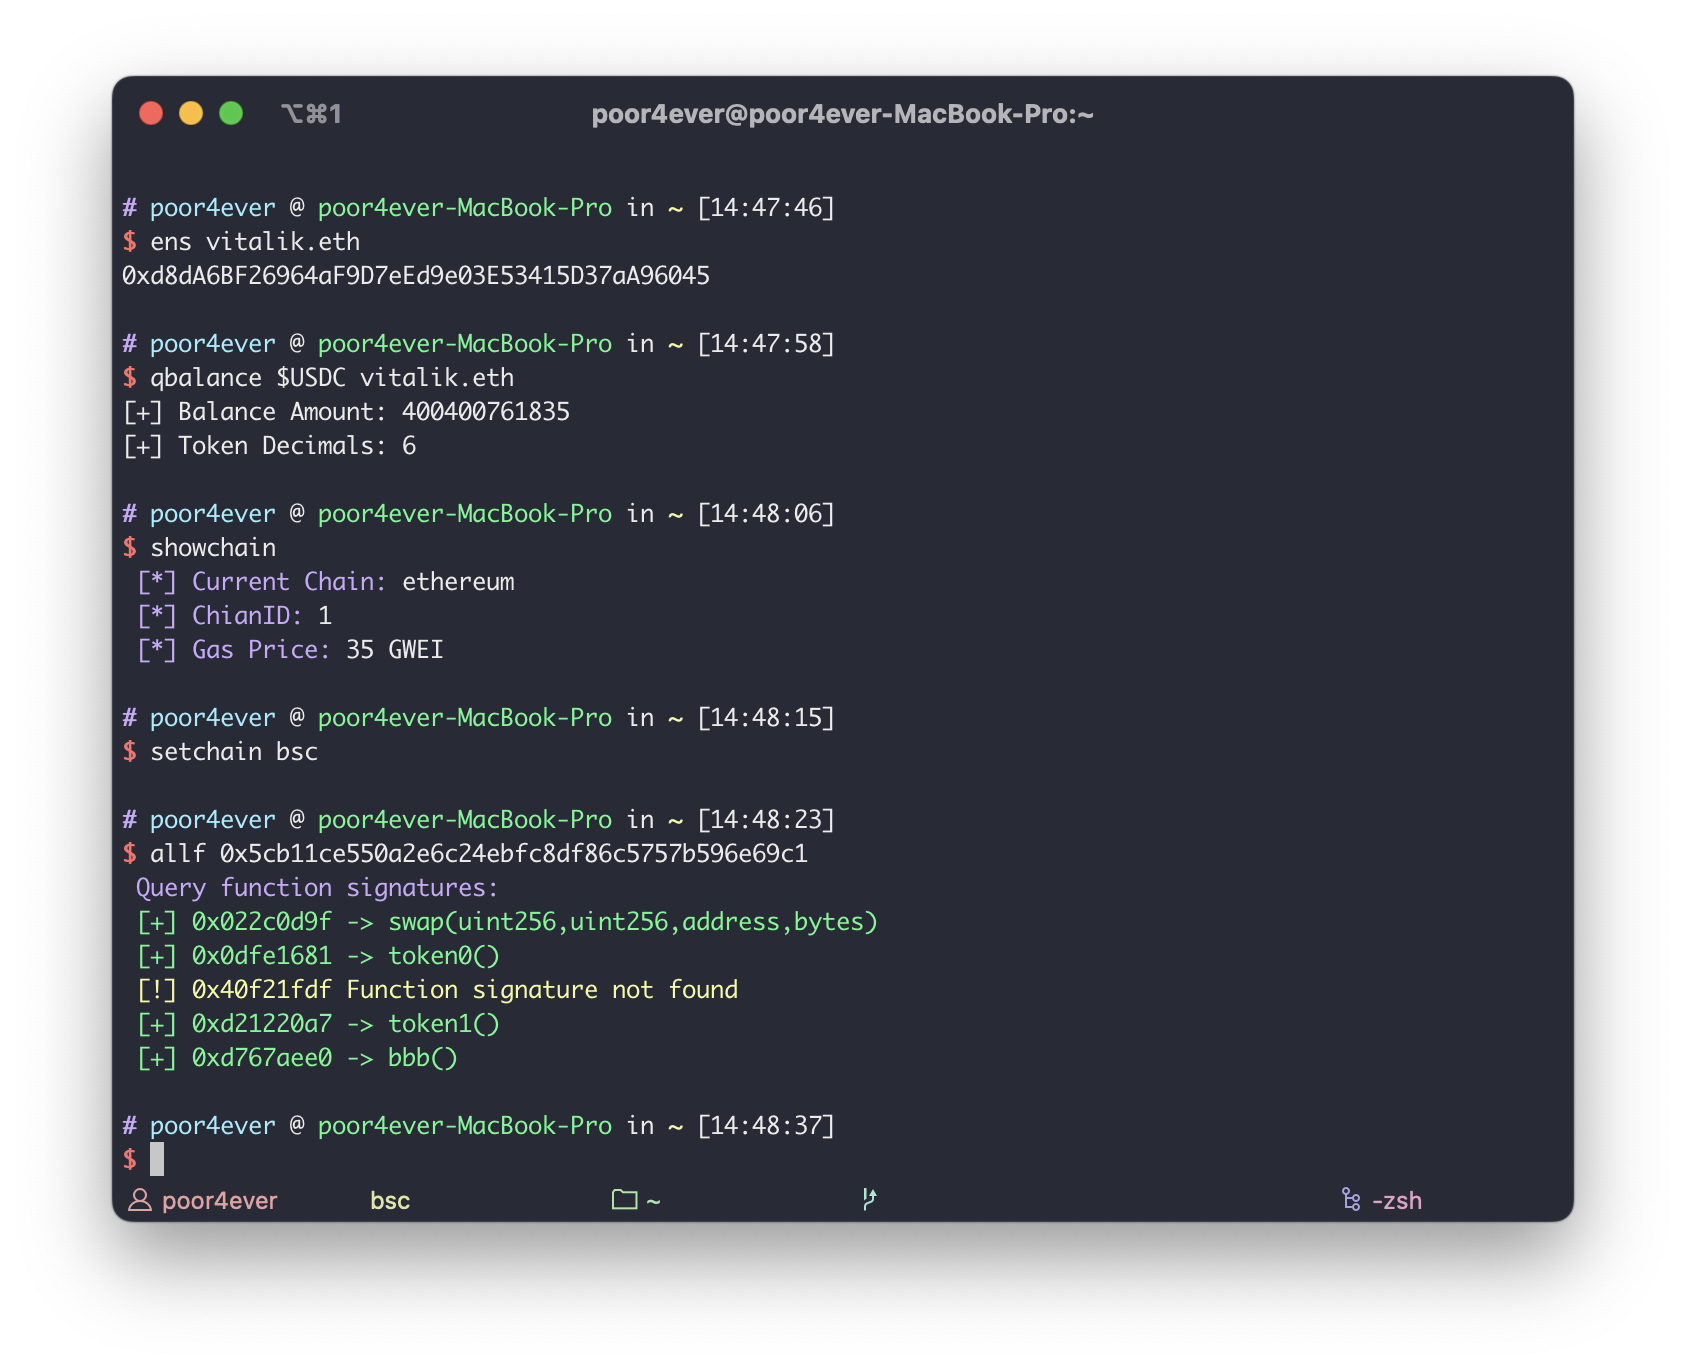 ⌥⌘1 poor4ever@poor4ever-MacBook-Pro:~
# poor4ever @ poor4ever-MacBook-Pro in ~ [14:47:46]
$ ens vitalik.eth
0xd8dA6BF26964aF9D7eEd9e03E53415D37aA96045
# poor4ever @ poor4ever-MacBook-Pro in ~ [14:47:58]
$ qbalance $USDC vitalik.eth
[+] Balance Amount: 400400761835
[+] Token Decimals: 6
# poor4ever @ poor4ever-MacBook-Pro in ~ [14:48:06]
$ showchain
[*] Current Chain: ethereum
[*] ChianID: 1
[*] Gas Price: 35 GWEI
# poor4ever @ poor4ever-MacBook-Pro in ~ [14:48:15]
$ setchain bsc
# poor4ever @ poor4ever-MacBook-Pro in ~ [14:48:23]
$ allf 0x5cb11ce550a2e6c24ebfc8df86c5757b596e69c1
Query function signatures:
[+] 0x022c0d9f -> swap(uint256,uint256,address,bytes)
[+] 0x0dfe1681 -> token0()
[!] 0x40f21fdf Function signature not found
[+] 0xd21220a7 -> token1()
[+] 0xd767aee0 -> bbb()
# poor4ever @ poor4ever-MacBook-Pro in ~ [14:48:37]
$
poor4ever bsc ~ -zsh